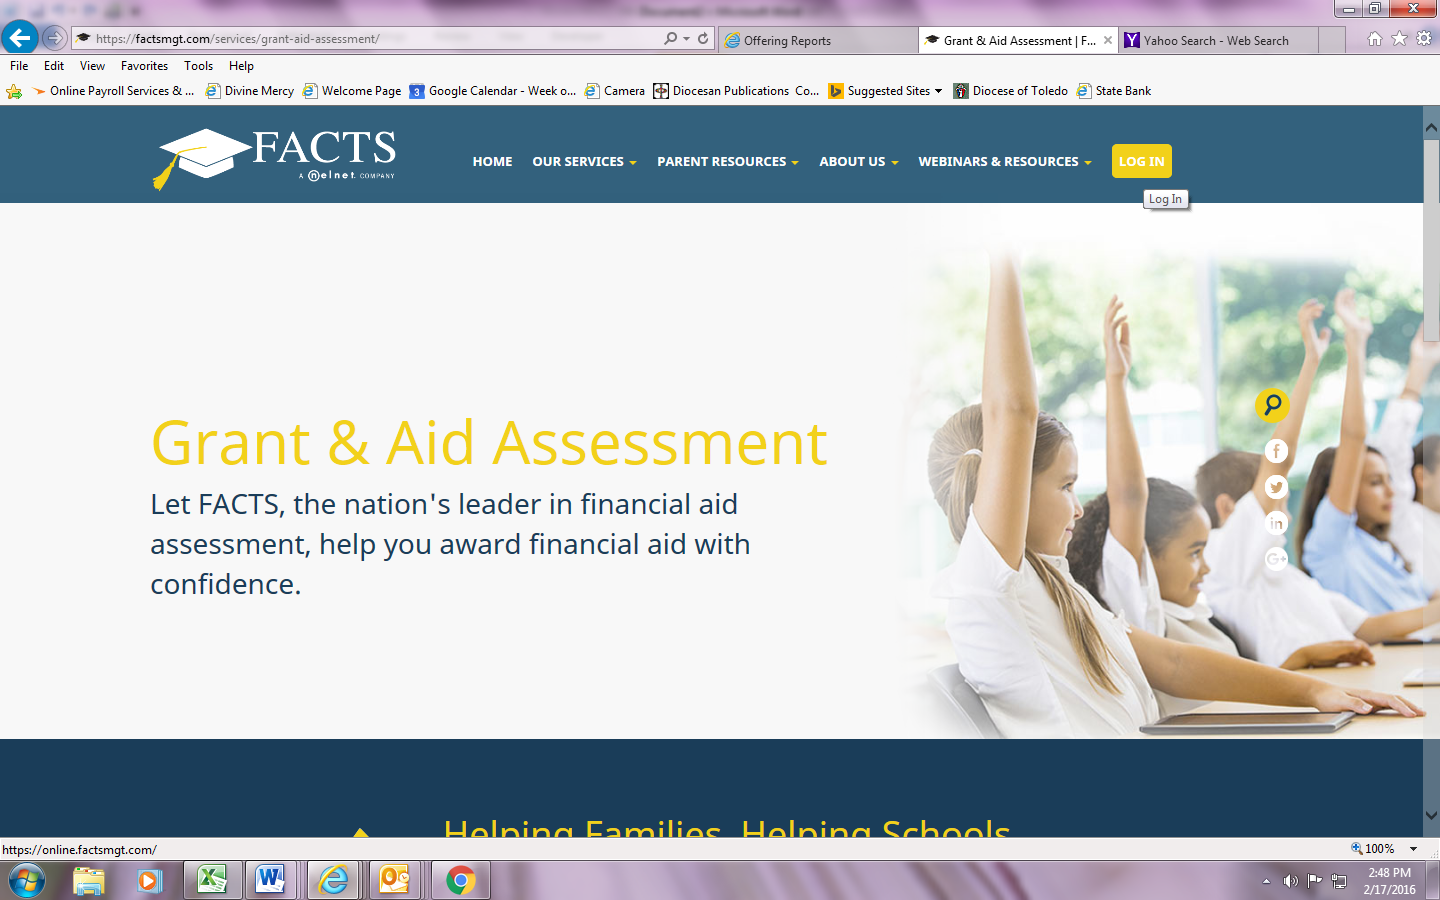 https://factsmgt.com/services/grant-aid-assessment/
Offering Reports
Grant & Aid Assessment | F...
Yahoo Search - Web Search
File Edit View Favorites Tools Help
Online Payroll Services & ... Divine Mercy Welcome Page 3 Google Calendar - Week o... Camera Diocesan Publications Co... Suggested Sites Diocese of Toledo State Bank
FACTS
A nelnet COMPANY
HOME OUR SERVICES PARENT RESOURCES ABOUT US WEBINARS & RESOURCES LOG IN
Log In
Grant & Aid Assessment
Let FACTS, the nation's leader in financial aid
assessment, help you award financial aid with
confidence.
Helping Families, Helping Schools
https://online.factsmgt.com/
100%
2:48 PM
2/17/2016